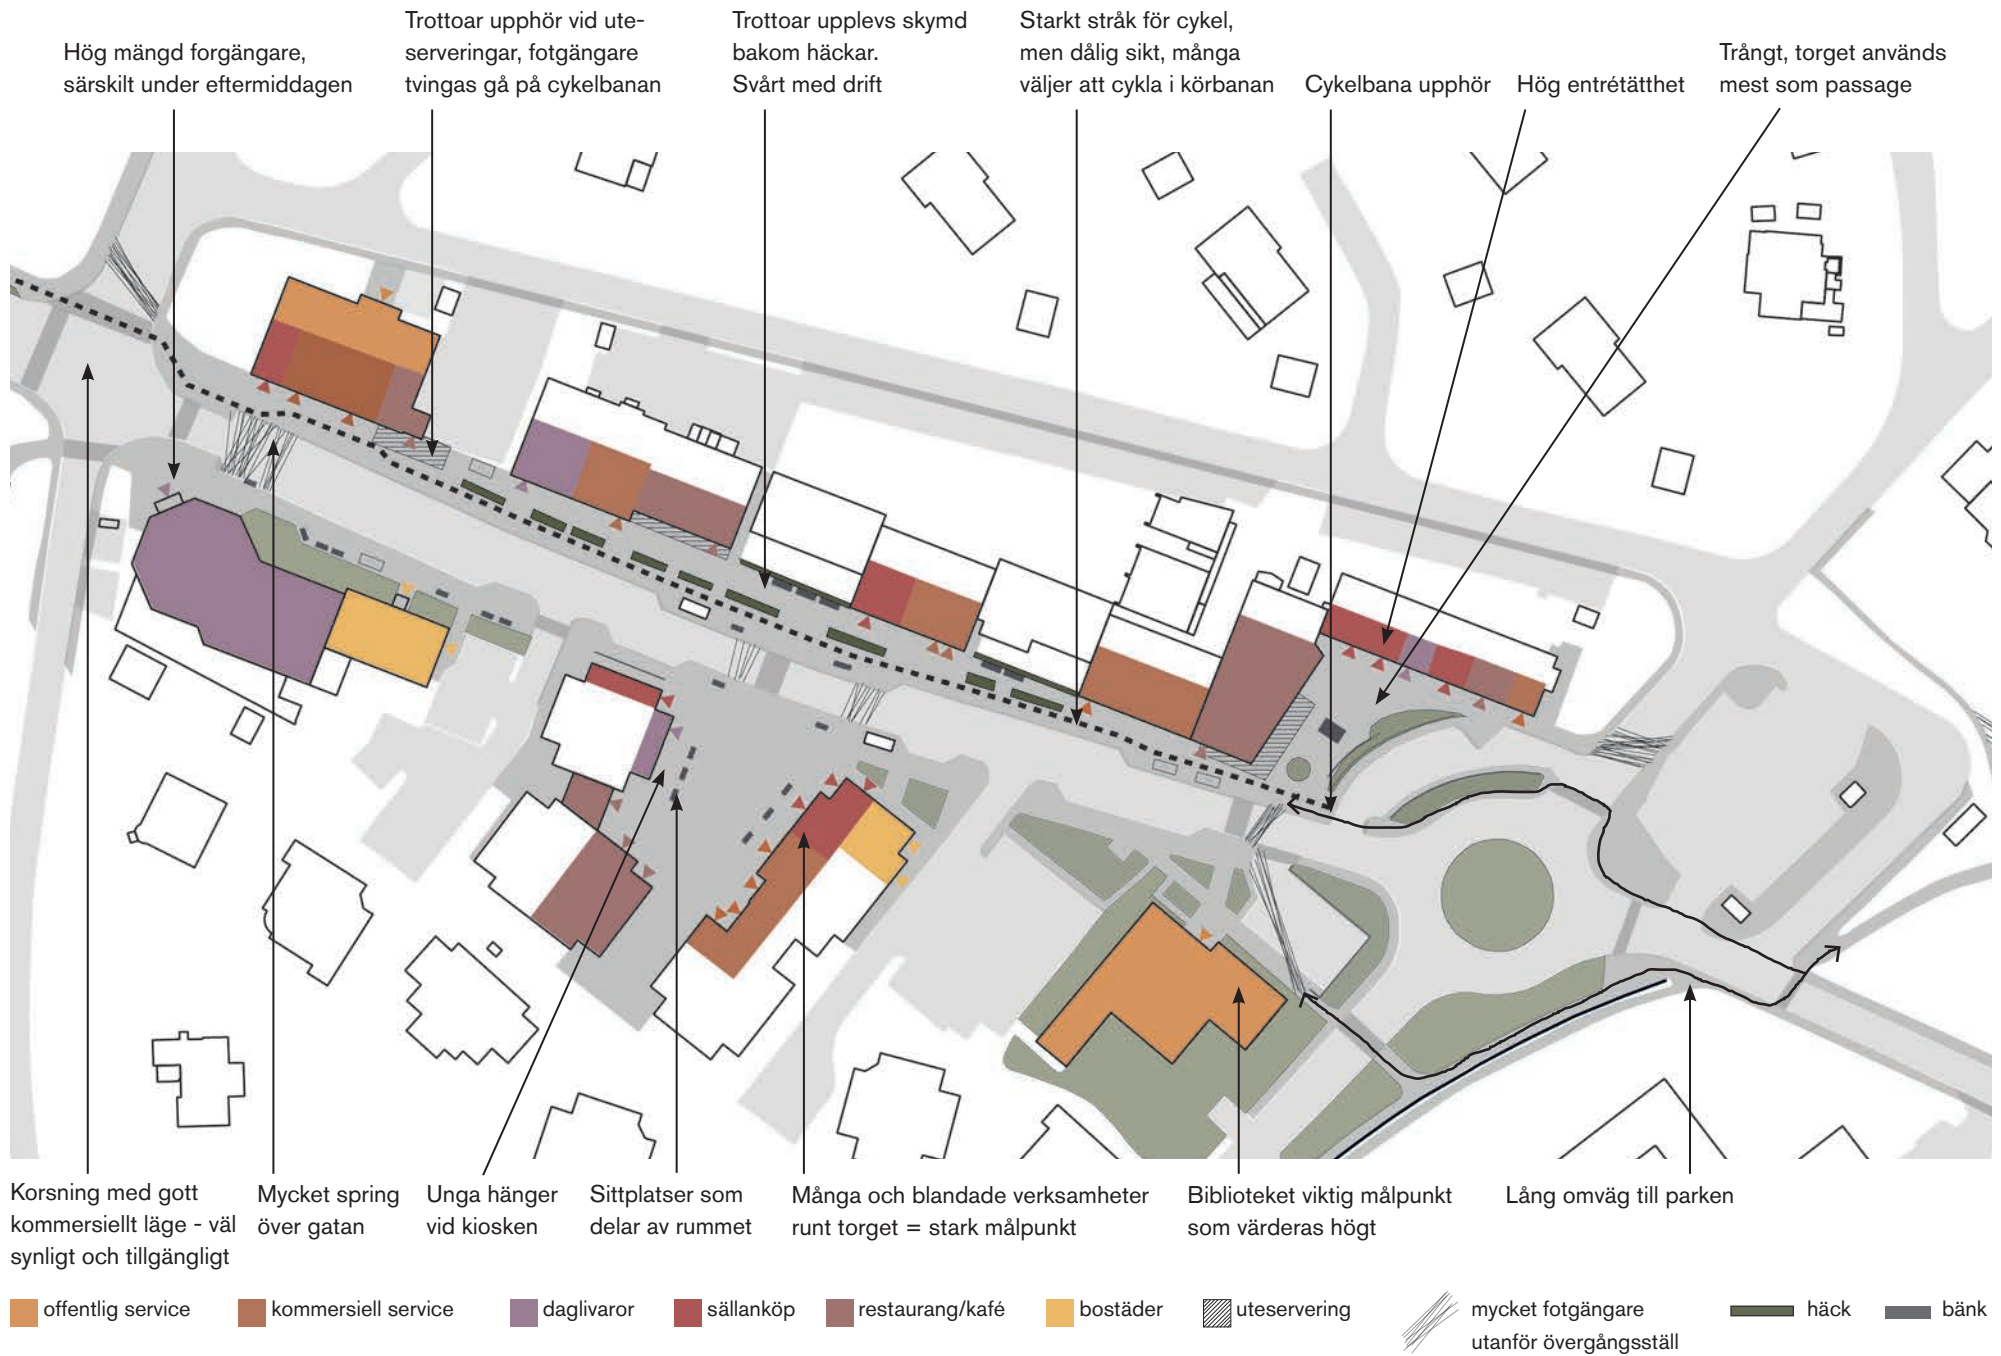 Hög mängd forgängare,
särskilt under eftermiddagen
Trottoar upphör vid ute-
serveringar, fotgängare
tvingas gå på cykelbanan
Trottoar upplevs skymd
bakom häckar.
Svårt med drift
Starkt stråk för cykel,
men dålig sikt, många
väljer att cykla i körbanan
Cykelbana upphör
Hög entrétätthet
Trångt, torget används
mest som passage
Korsning med gott
kommersiellt läge - väl
synligt och tillgängligt
Mycket spring
över gatan
Unga hänger
vid kiosken
Sittplatser som
delar av rummet
Många och blandade verksamheter
runt torget = stark målpunkt
Biblioteket viktig målpunkt
som värderas högt
Lång omväg till parken
offentlig service
kommersiell service
daglivaror
sällanköp
restaurang/kafé
bostäder
uteservering
mycket fotgängare
utanför övergångsställ
häck
bänk